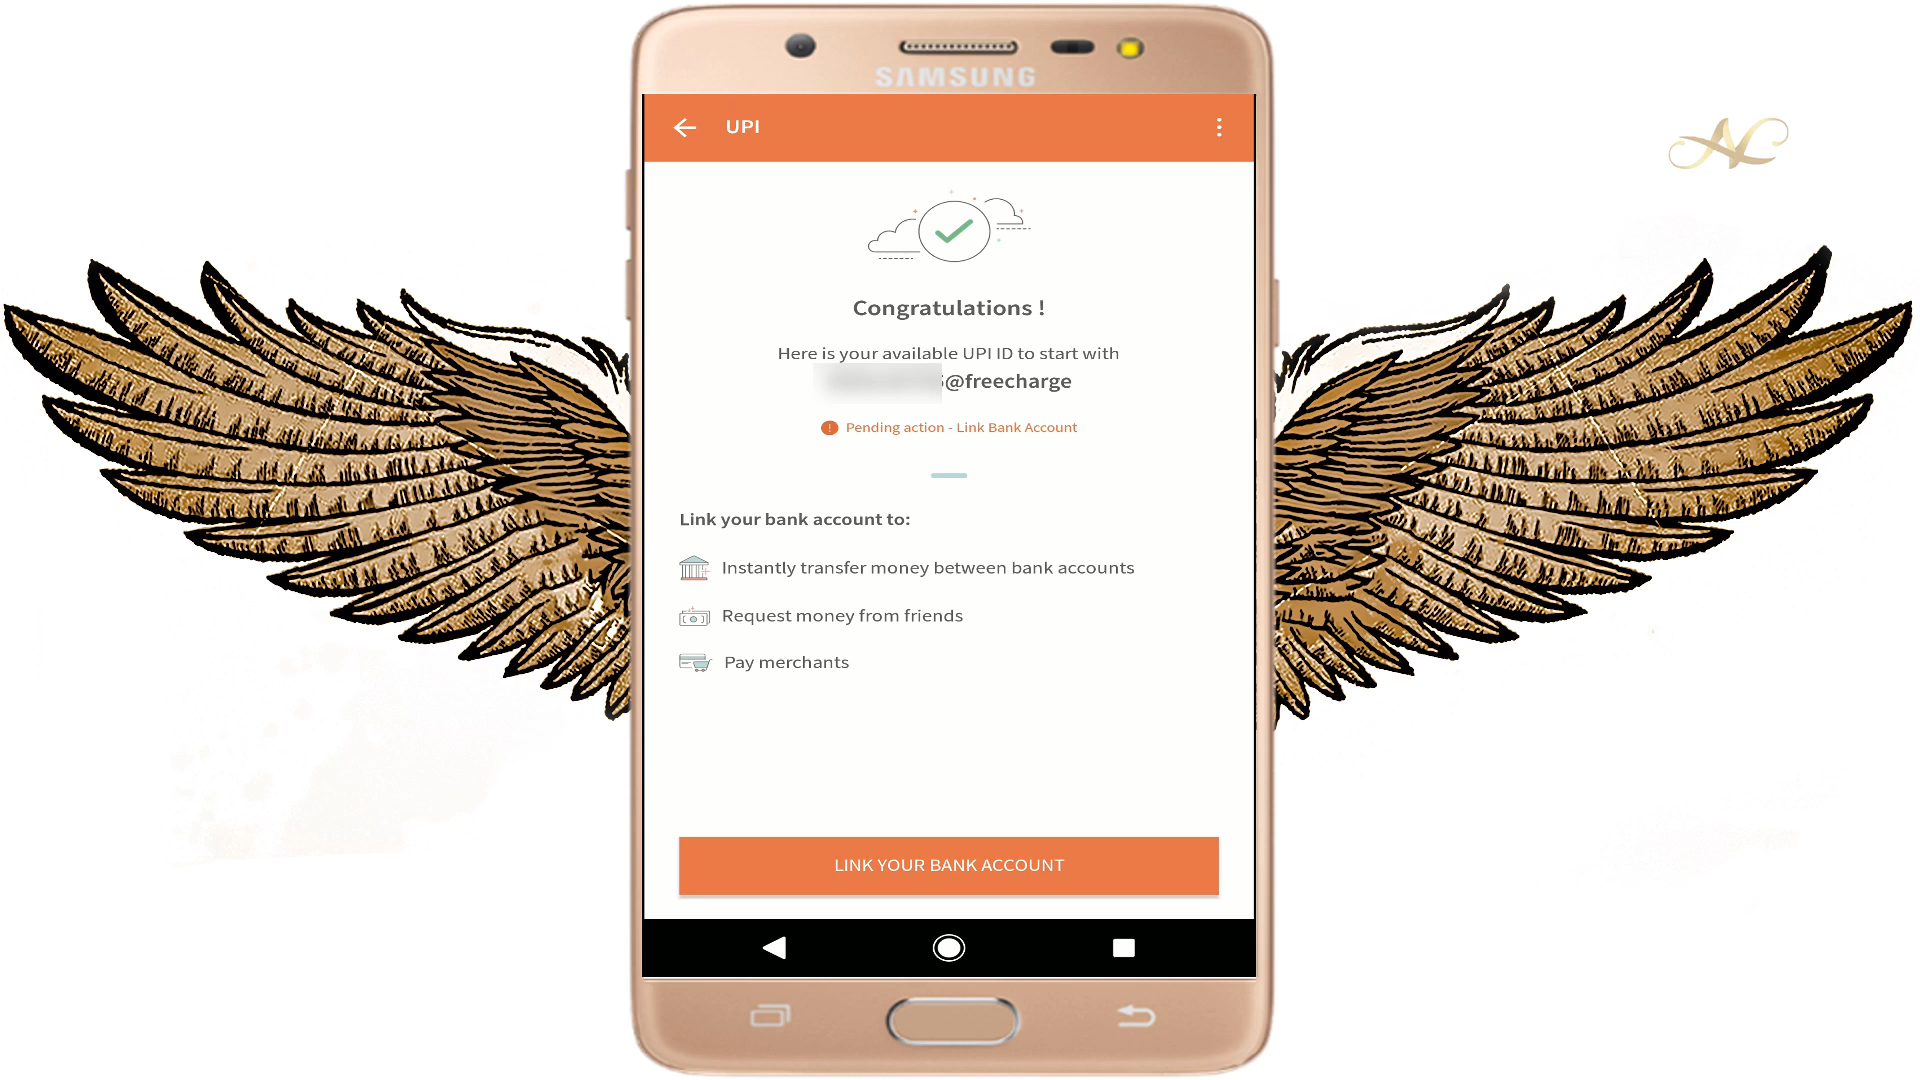 SAMSUNG
UPI
Congratulations !
Here is your available UPI ID to start with
@freecharge
Pending action - Link Bank Account
Link your bank account to:
Instantly transfer money between bank accounts
Request money from friends
Pay merchants
LINK YOUR BANK ACCOUNT